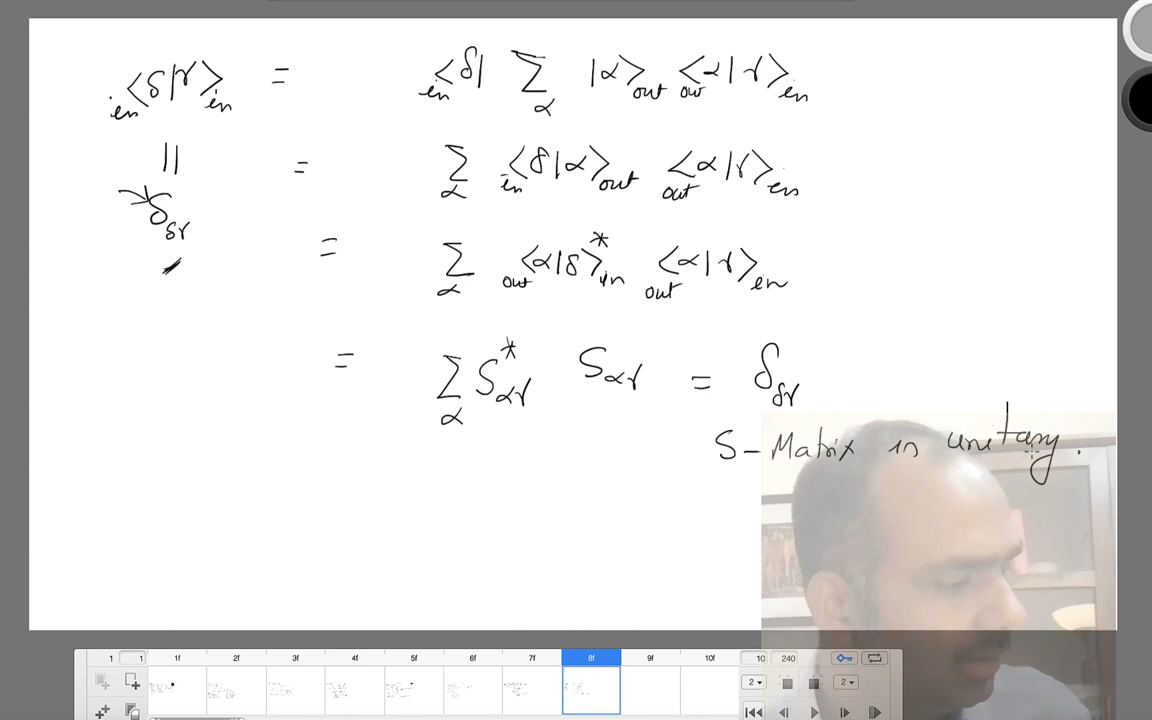 in⟨δ|γ⟩in = in⟨δ| Σα |α⟩out out⟨α|γ⟩in
|| = Σα in⟨δ|α⟩out out⟨α|γ⟩in
δδγ = Σα out⟨α|δ⟩*in out⟨α|γ⟩in
= Σα S*αγ Sαγ = δδγ
S-Matrix is unitary.
1 1 1f 2f 3f 4f 5f 6f 7f 8f 9f 10f 10 240
2 2